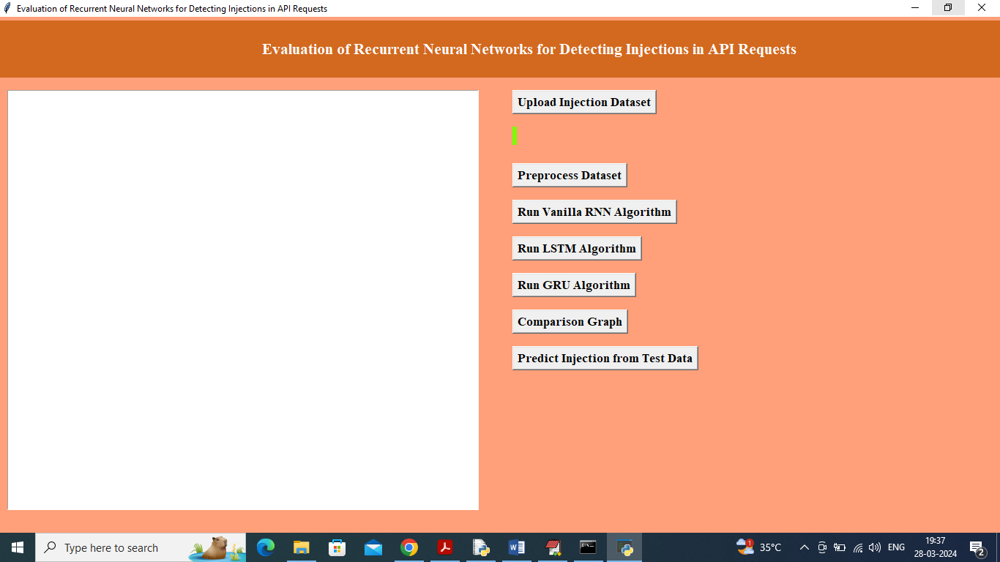 Evaluation of Recurrent Neural Networks for Detecting Injections in API Requests
Evaluation of Recurrent Neural Networks for Detecting Injections in API Requests
Upload Injection Dataset
Preprocess Dataset
Run Vanilla RNN Algorithm
Run LSTM Algorithm
Run GRU Algorithm
Comparison Graph
Predict Injection from Test Data
Type here to search
1
35°C
ENG
19:37
28-03-2024
2